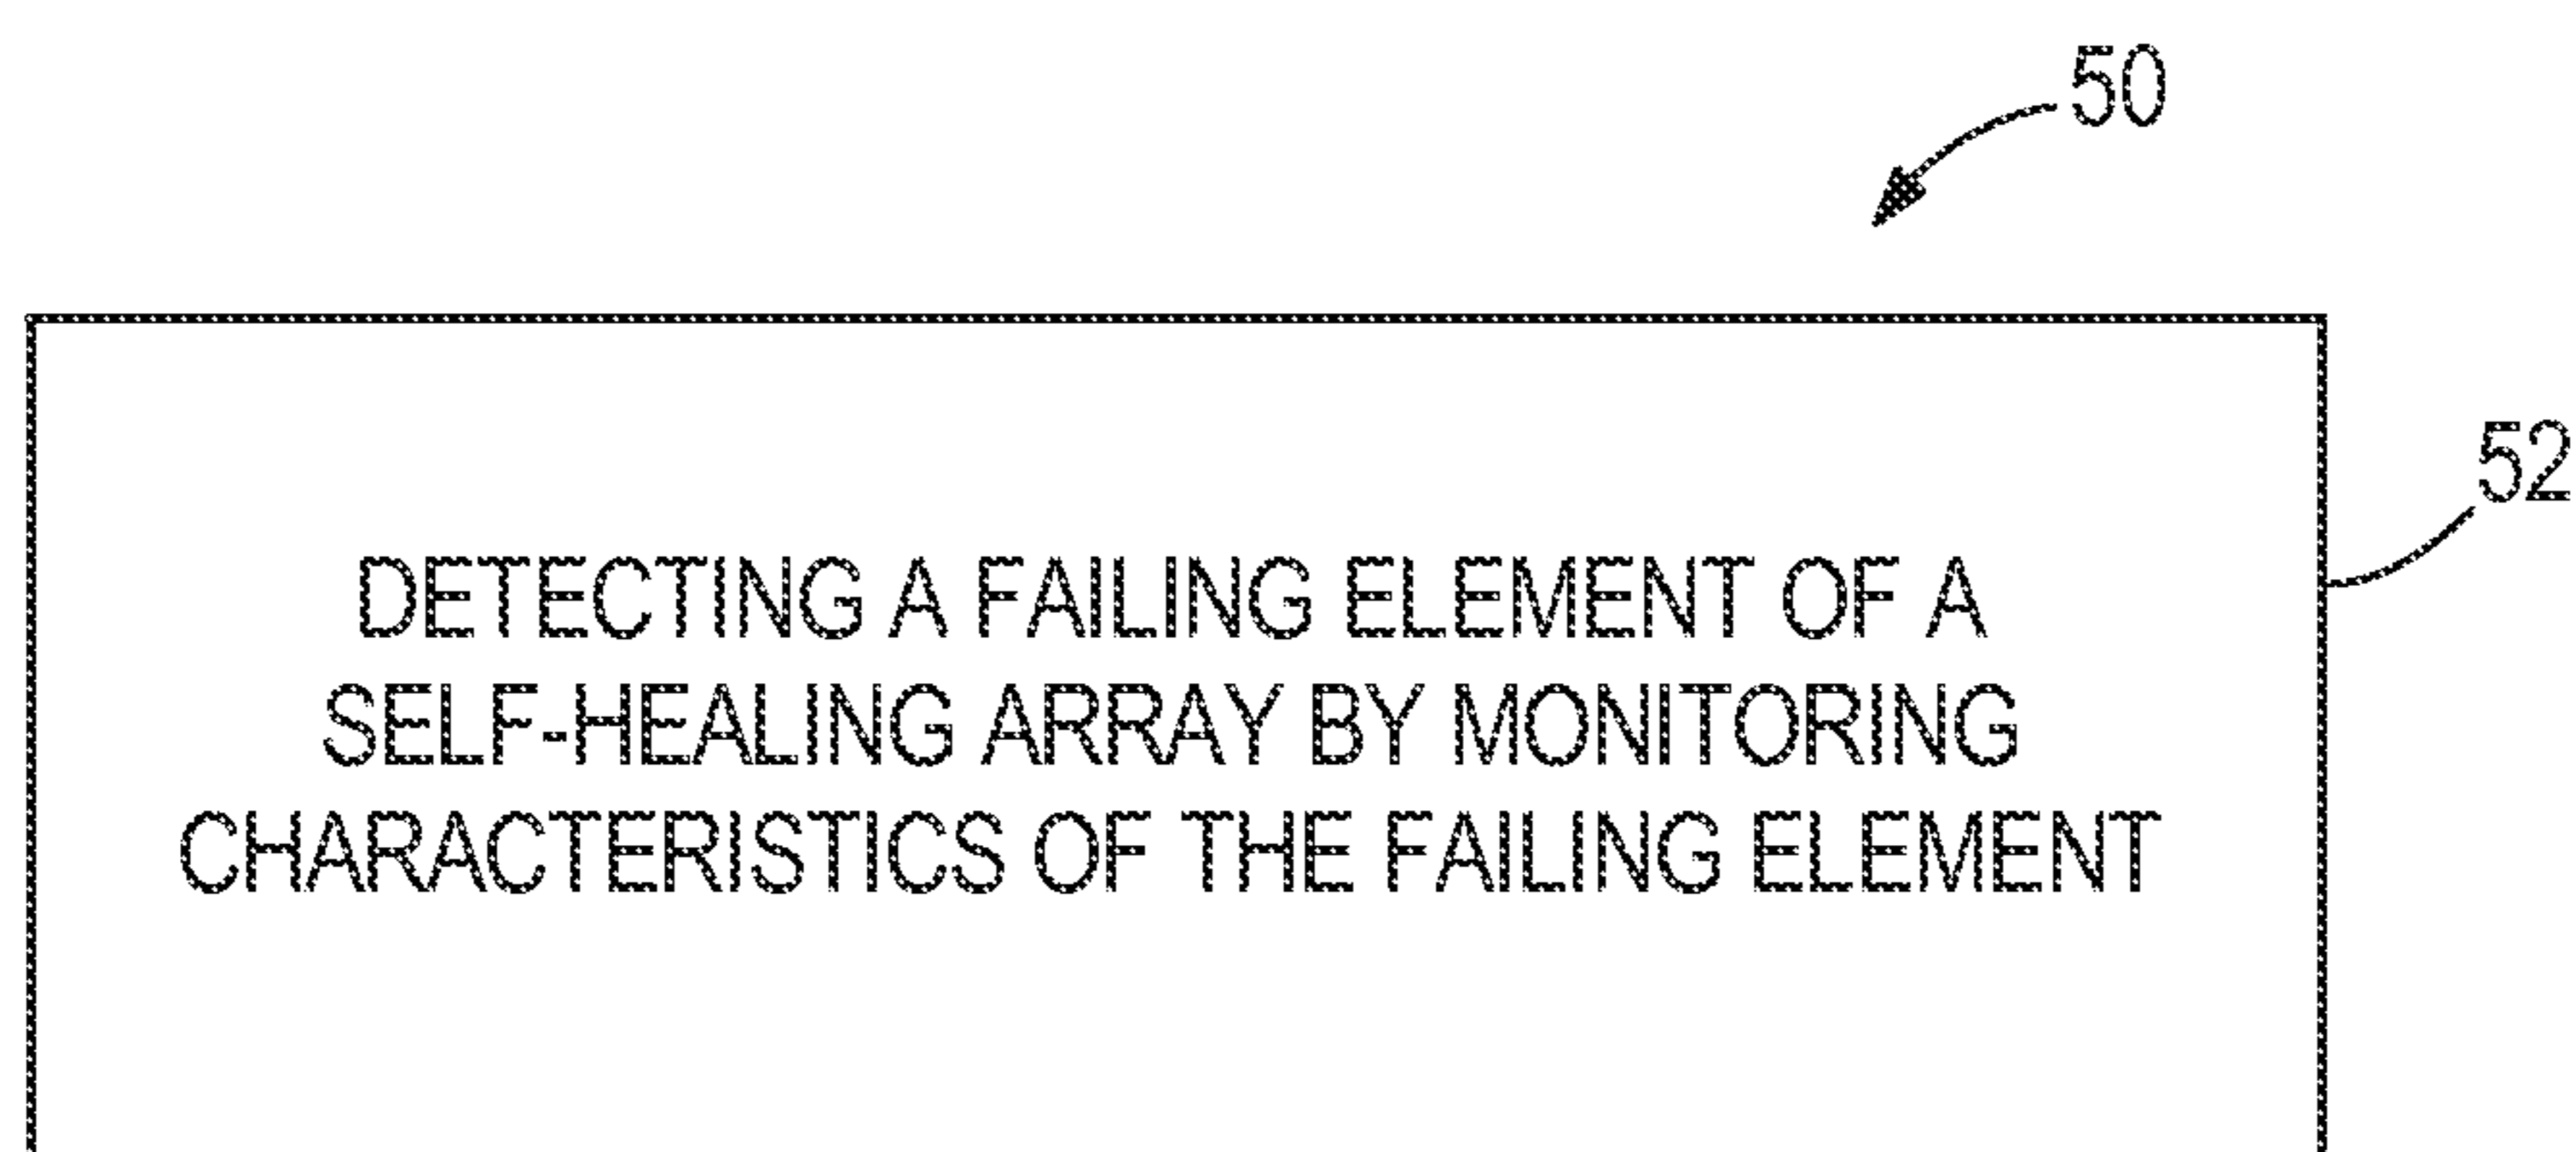 50
52
DETECTING A FAILING ELEMENT OF A
SELF-HEALING ARRAY BY MONITORING
CHARACTERISTICS OF THE FAILING ELEMENT